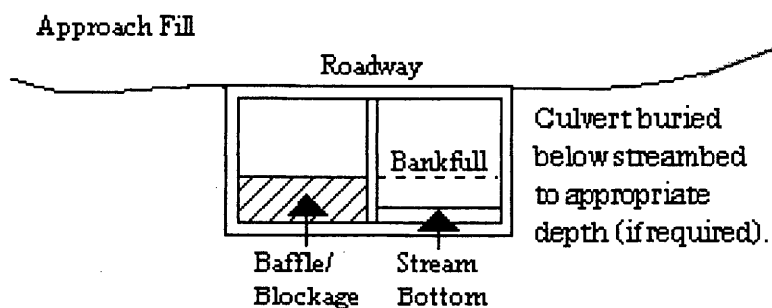 Approach Fill
Roadway
Bankfull
Culvert buried
below streambed
to appropriate
depth (if required).
Baffle/
Blockage
Stream
Bottom